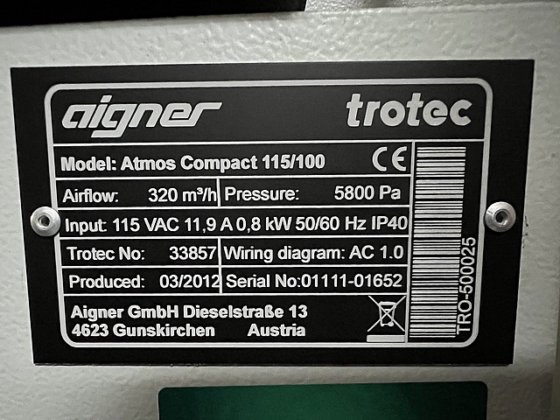 aigner trotec
Model: Atmos Compact 115/100 CE
Airflow: 320 m³/h Pressure: 5800 Pa
Input: 115 VAC 11,9 A 0,8 kW 50/60 Hz IP40
Trotec No: 33857 Wiring diagram: AC 1.0
Produced: 03/2012 Serial No:01111-01652
Aigner GmbH Dieselstraße 13
4623 Gunskirchen Austria
TRO-500025